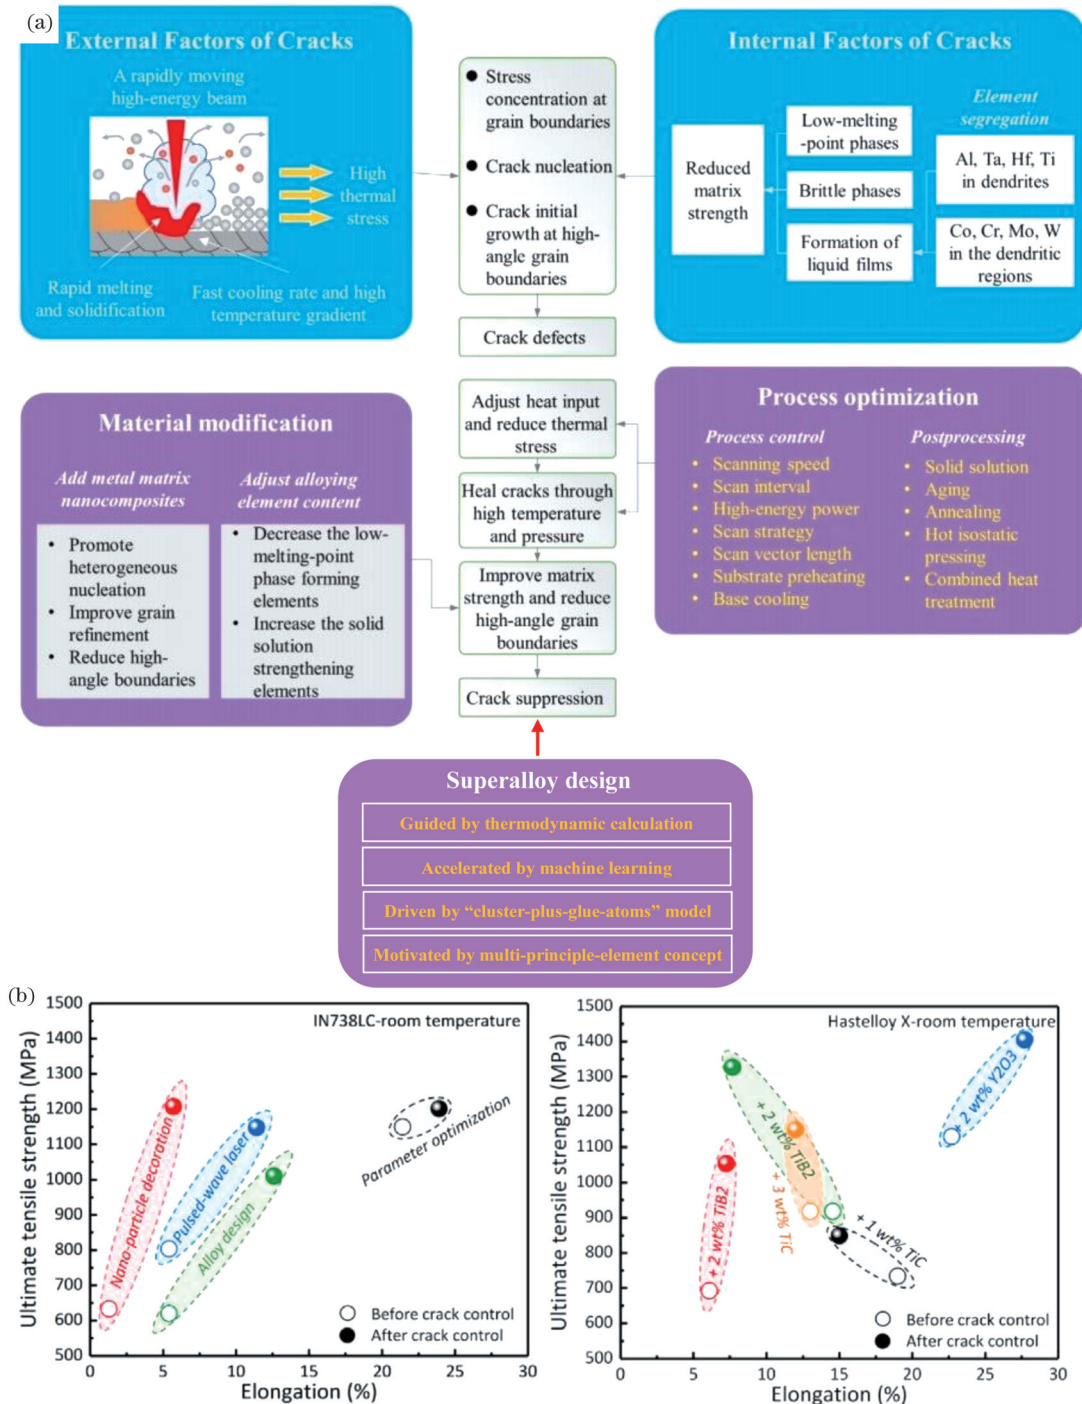 (a)
External Factors of Cracks
A rapidly moving
high-energy beam
High
thermal
stress
Rapid melting
and solidification
Fast cooling rate and high
temperature gradient
● Stress
concentration at
grain boundaries
● Crack nucleation
● Crack initial
growth at high-
angle grain
boundaries
Crack defects
Internal Factors of Cracks
Element
segregation
Reduced
matrix
strength
Low-melting
-point phases
Brittle phases
Formation of
liquid films
Al, Ta, Hf, Ti
in dendrites
Co, Cr, Mo, W
in the dendritic
regions
Material modification
Add metal matrix
nanocomposites
• Promote
heterogeneous
nucleation
• Improve grain
refinement
• Reduce high-
angle boundaries
Adjust alloying
element content
• Decrease the low-
melting-point
phase forming
elements
• Increase the solid
solution
strengthening
elements
Adjust heat input
and reduce thermal
stress
Heal cracks through
high temperature
and pressure
Improve matrix
strength and reduce
high-angle grain
boundaries
Crack suppression
Process optimization
Process control
• Scanning speed
• Scan interval
• High-energy power
• Scan strategy
• Scan vector length
• Substrate preheating
• Base cooling
Postprocessing
• Solid solution
• Aging
• Annealing
• Hot isostatic
pressing
• Combined heat
treatment
Superalloy design
Guided by thermodynamic calculation
Accelerated by machine learning
Driven by “cluster-plus-glue-atoms” model
Motivated by multi-principle-element concept
(b)
Ultimate tensile strength (MPa)
1500
1400
1300
1200
1100
1000
900
800
700
600
500
IN738LC-room temperature
Nano-particle decoration
Pulsed-wave laser
Alloy design
Parameter optimization
Before crack control
After crack control
0 5 10 15 20 25 30
Elongation (%)
Ultimate tensile strength (MPa)
1500
1400
1300
1200
1100
1000
900
800
700
600
500
Hastelloy X-room temperature
+ 2 wt% TiB2
+ 2 wt% TiB2
+ 3 wt% TiC
+ 1 wt% TiC
+ 2 wt% Y2O3
Before crack control
After crack control
0 5 10 15 20 25 30
Elongation (%)